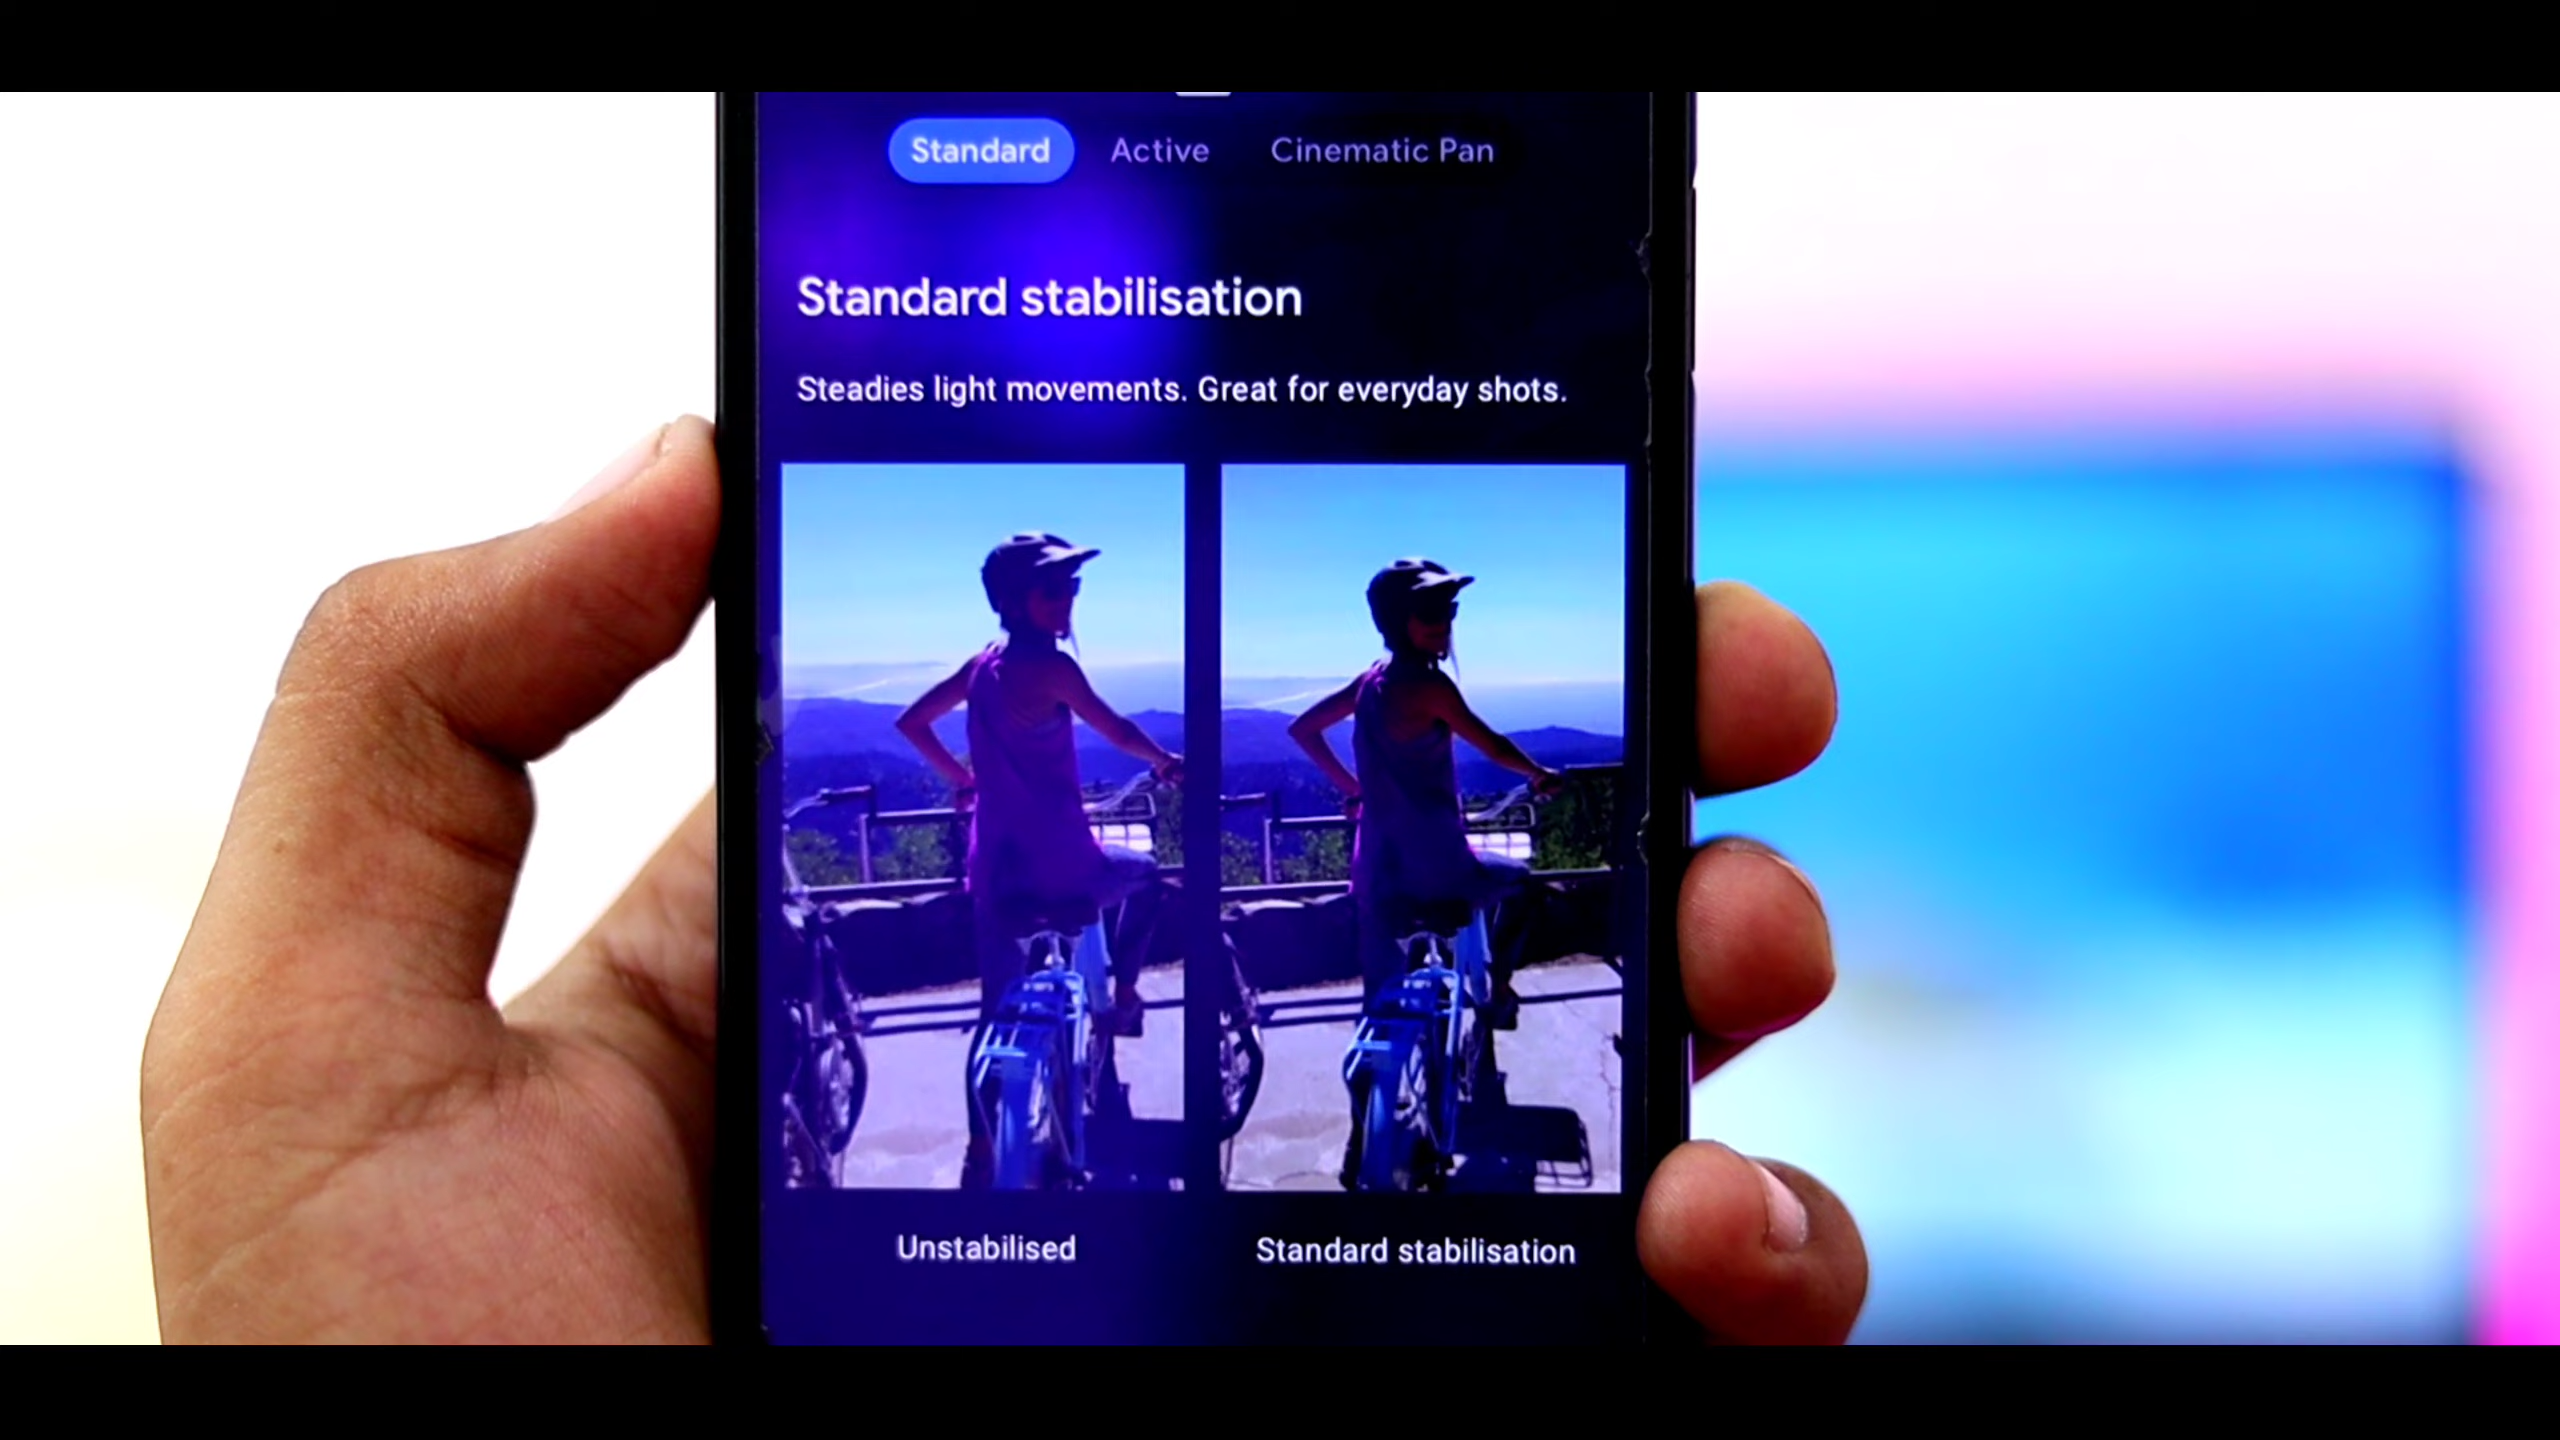 Standard Active Cinematic Pan
Standard stabilisation
Steadies light movements. Great for everyday shots.
Unstabilised Standard stabilisation